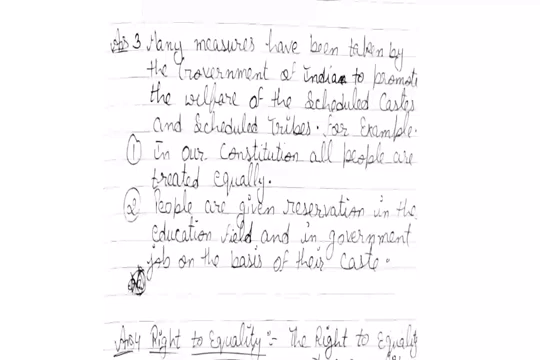 Ans 3 Many measures have been taken by
the Government of Indian to promote
the welfare of the Scheduled Castes
and Scheduled Tribes. For Example.
① In our Constitution all people are
treated equally.
② People are given reservation in the
education field and in government
job on the basis of their caste.
Ans4 Right to Equality :- The Right to Equality